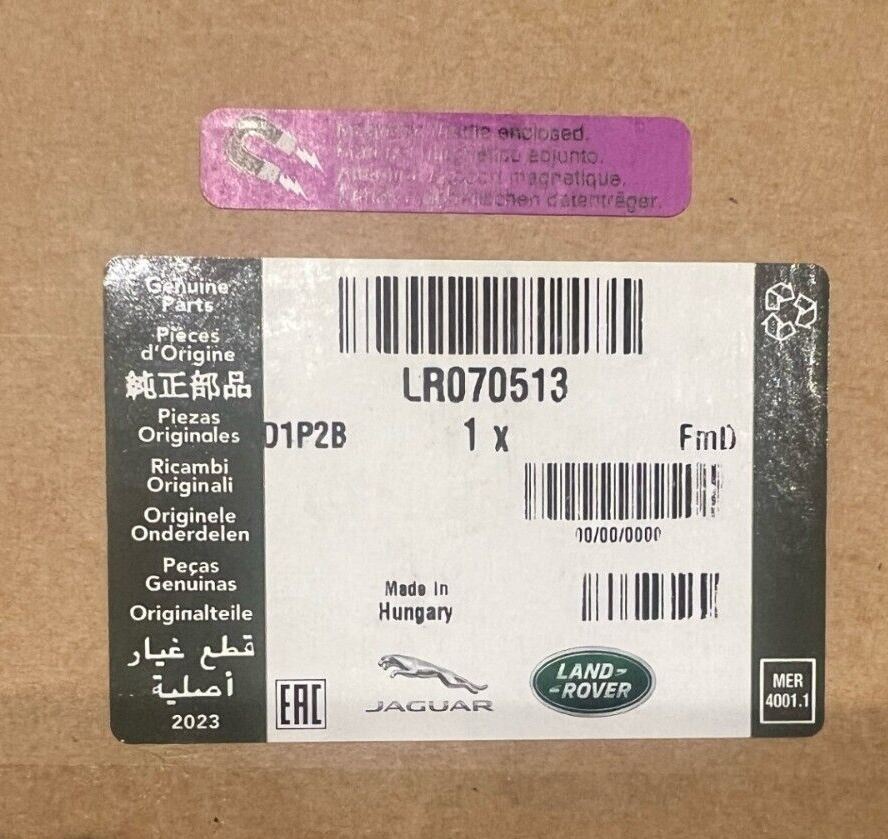 enclosed.
adjunto.
magnétique.
datenträger.
Genuine
Parts
Pièces
d'Origine
純正部品
Piezas
Originales
Ricambi
Originali
Originele
Onderdelen
Peças
Genuinas
Originalteile
قطع غيار
أصلية
2023
LR070513
D1P2B 1 x FmD
00/00/0000
Made in
Hungary
EAC
JAGUAR
LAND-
-ROVER
MER
4001.1